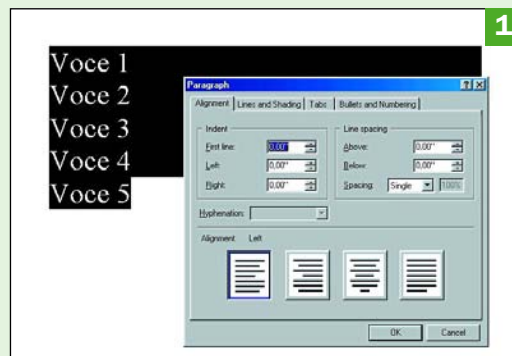 1
Voce 1
Voce 2
Voce 3
Voce 4
Voce 5
Paragraph
Alignment Lines and Shading Tabs Bullets and Numbering
Indent Line spacing
First line: 0,00" Above: 0,00"
Left: 0,00" Below: 0,00"
Right: 0,00" Spacing: Single 100%
Hyphenation:
Alignment Left
OK Cancel